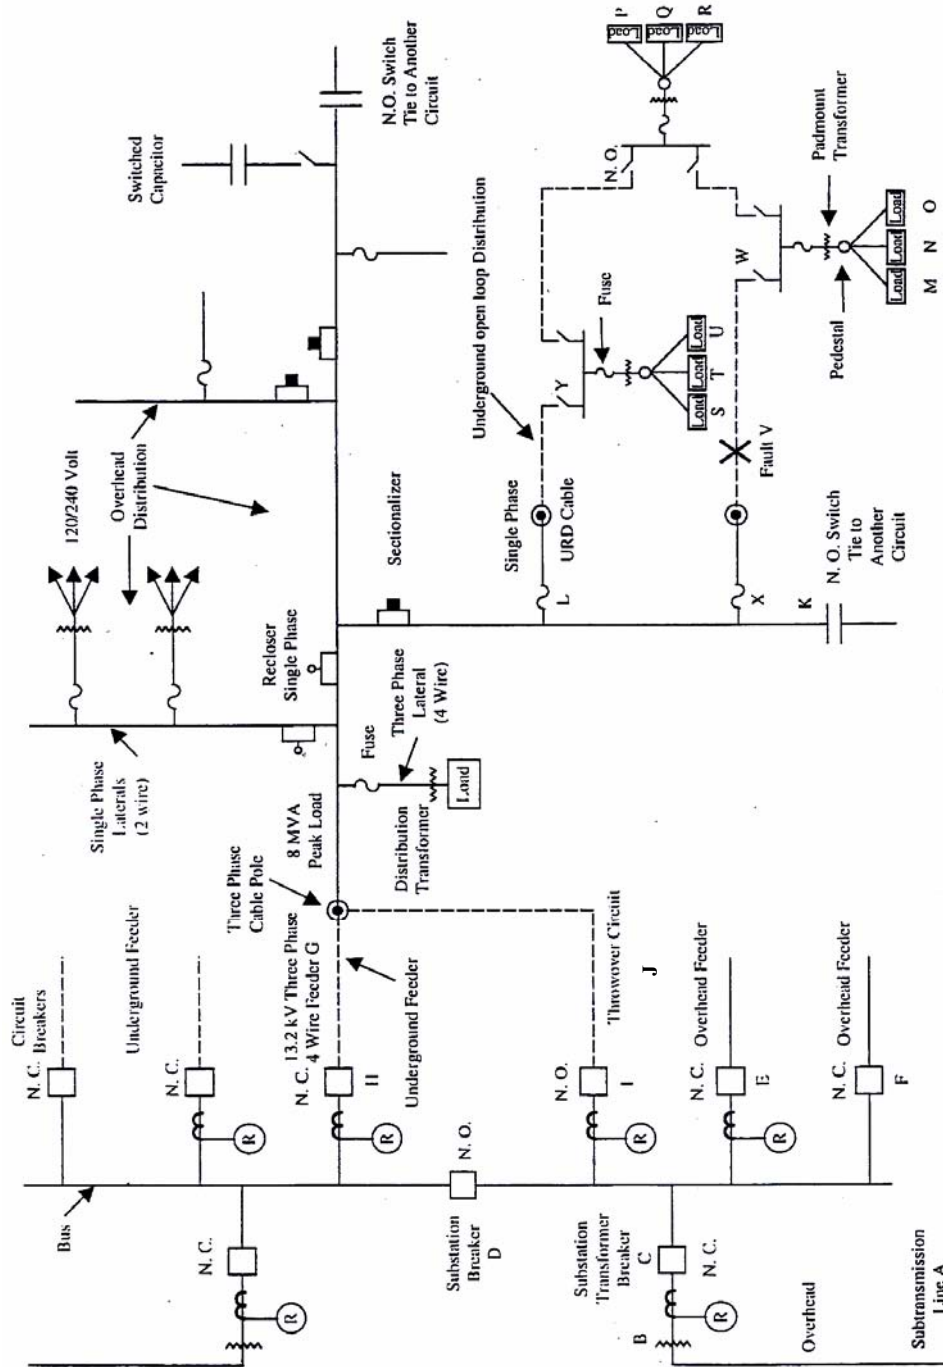 Bus
N. C.
R
Substation
Breaker
D
N. O.
Substation
Transformer
Breaker
C
N. C.
B
R
Overhead
Subtransmission
Line A
Circuit
Breakers
N. C.
Underground Feeder
N. C.
R
13.2 kV Three Phase
4 Wire Feeder G
N. C.
H
R
Underground Feeder
N. O.
I
R
Throwover Circuit
J
N. C.
Overhead Feeder
E
R
N. C.
Overhead Feeder
F
Three Phase
Cable Pole
8 MVA
Peak Load
Distribution
Transformer
Fuse
Load
Three Phase
Lateral
(4 Wire)
Single Phase
Laterals
(2 wire)
Recloser
Single Phase
120/240 Volt
Overhead
Distribution
Sectionalizer
Switched
Capacitor
N.O. Switch
Tie to Another
Circuit
Single Phase
URD Cable
L
X
K
N. O. Switch
Tie to
Another
Circuit
Fault V
Underground open loop Distribution
Y
Fuse
Load
Load
Load
S
T
U
W
N. O.
Padmount
Transformer
Pedestal
Load
Load
Load
M
N
O
Load
Load
Load
P
Q
R